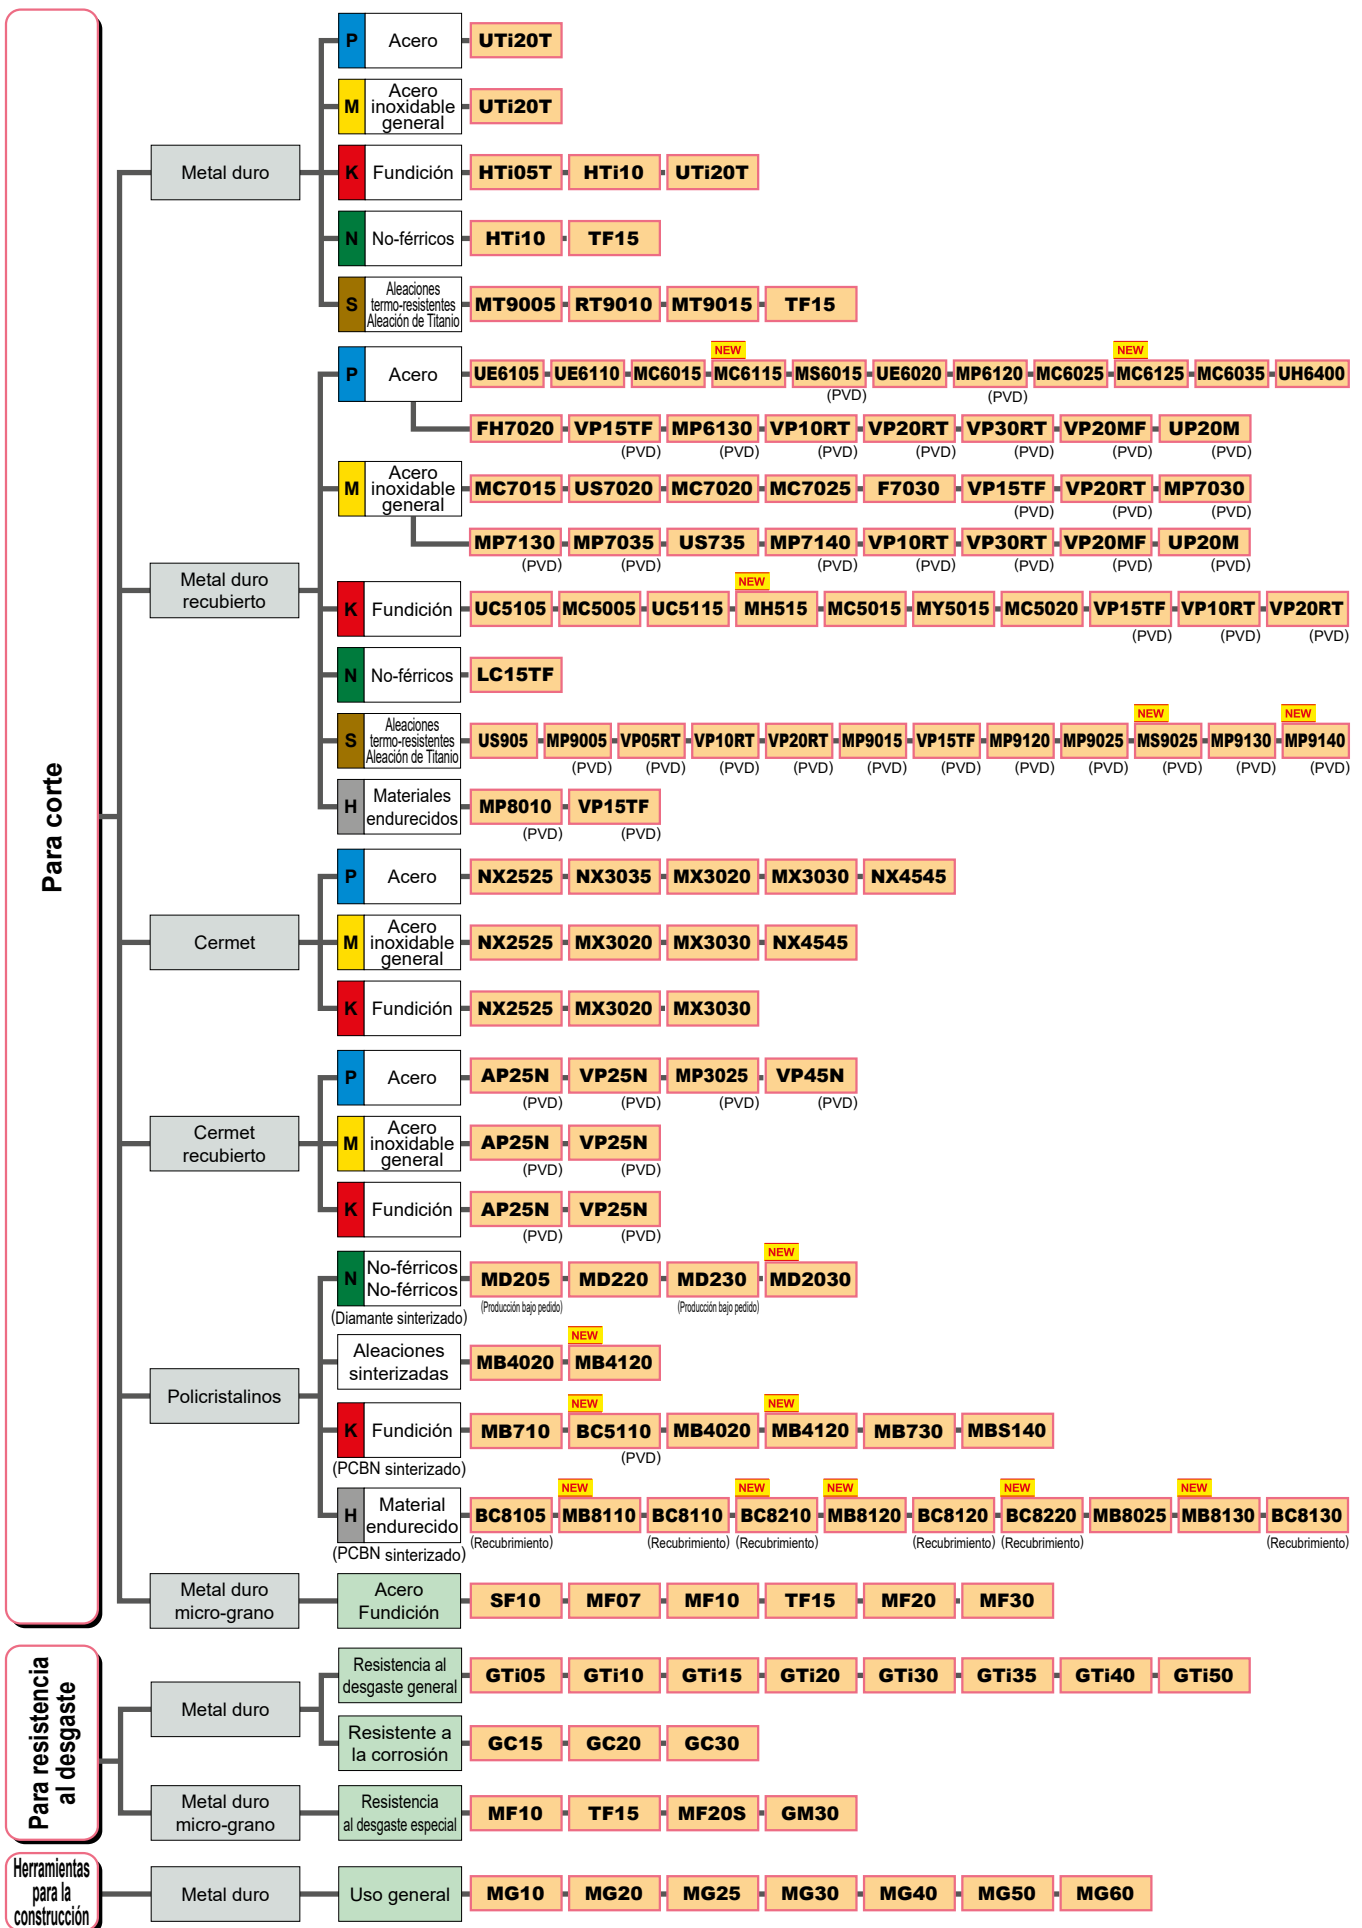 Para corte
Metal duro
P Acero UTi20T
M Acero
inoxidable
general
UTi20T
K Fundición HTi05T HTi10 UTi20T
N No-férricos HTi10 TF15
S Aleaciones
termo-resistentes
Aleación de Titanio
MT9005 RT9010 MT9015 TF15
Metal duro
recubierto
NEW NEW
P Acero UE6105 UE6110 MC6015 MC6115 MS6015 UE6020 MP6120 MC6025 MC6125 MC6035 UH6400
(PVD) (PVD)
FH7020 VP15TF MP6130 VP10RT VP20RT VP30RT VP20MF UP20M
(PVD) (PVD) (PVD) (PVD) (PVD) (PVD) (PVD)
M Acero
inoxidable
general
MC7015 US7020 MC7020 MC7025 F7030 VP15TF VP20RT MP7030
(PVD) (PVD) (PVD)
MP7130 MP7035 US735 MP7140 VP10RT VP30RT VP20MF UP20M
(PVD) (PVD) (PVD) (PVD) (PVD) (PVD) (PVD)
NEW
K Fundición UC5105 MC5005 UC5115 MH515 MC5015 MY5015 MC5020 VP15TF VP10RT VP20RT
(PVD) (PVD) (PVD)
N No-férricos LC15TF
NEW NEW
S Aleaciones
termo-resistentes
Aleación de Titanio
US905 MP9005 VP05RT VP10RT VP20RT MP9015 VP15TF MP9120 MP9025 MS9025 MP9130 MP9140
(PVD) (PVD) (PVD) (PVD) (PVD) (PVD) (PVD) (PVD) (PVD) (PVD) (PVD)
H Materiales
endurecidos
MP8010 VP15TF
(PVD) (PVD)
Cermet
P Acero NX2525 NX3035 MX3020 MX3030 NX4545
M Acero
inoxidable
general
NX2525 MX3020 MX3030 NX4545
K Fundición NX2525 MX3020 MX3030
Cermet
recubierto
P Acero AP25N VP25N MP3025 VP45N
(PVD) (PVD) (PVD) (PVD)
M Acero
inoxidable
general
AP25N VP25N
(PVD) (PVD)
K Fundición AP25N VP25N
(PVD) (PVD)
Policristalinos
NEW
N No-férricos
No-férricos
MD205 MD220 MD230 MD2030
(Producción bajo pedido) (Producción bajo pedido)
(Diamante sinterizado)
NEW
Aleaciones
sinterizadas
MB4020 MB4120
NEW NEW
K Fundición MB710 BC5110 MB4020 MB4120 MB730 MBS140
(PVD)
(PCBN sinterizado)
NEW NEW NEW NEW NEW
H Material
endurecido
BC8105 MB8110 BC8110 BC8210 MB8120 BC8120 BC8220 MB8025 MB8130 BC8130
(Recubrimiento) (Recubrimiento) (Recubrimiento) (Recubrimiento) (Recubrimiento) (Recubrimiento)
(PCBN sinterizado)
Metal duro
micro-grano
Acero
Fundición
SF10 MF07 MF10 TF15 MF20 MF30
Para resistencia
al desgaste
Metal duro
Resistencia al
desgaste general
GTi05 GTi10 GTi15 GTi20 GTi30 GTi35 GTi40 GTi50
Resistente a
la corrosión
GC15 GC20 GC30
Metal duro
micro-grano
Resistencia
al desgaste especial
MF10 TF15 MF20S GM30
Herramientas
para la
construcción
Metal duro
Uso general
MG10 MG20 MG25 MG30 MG40 MG50 MG60